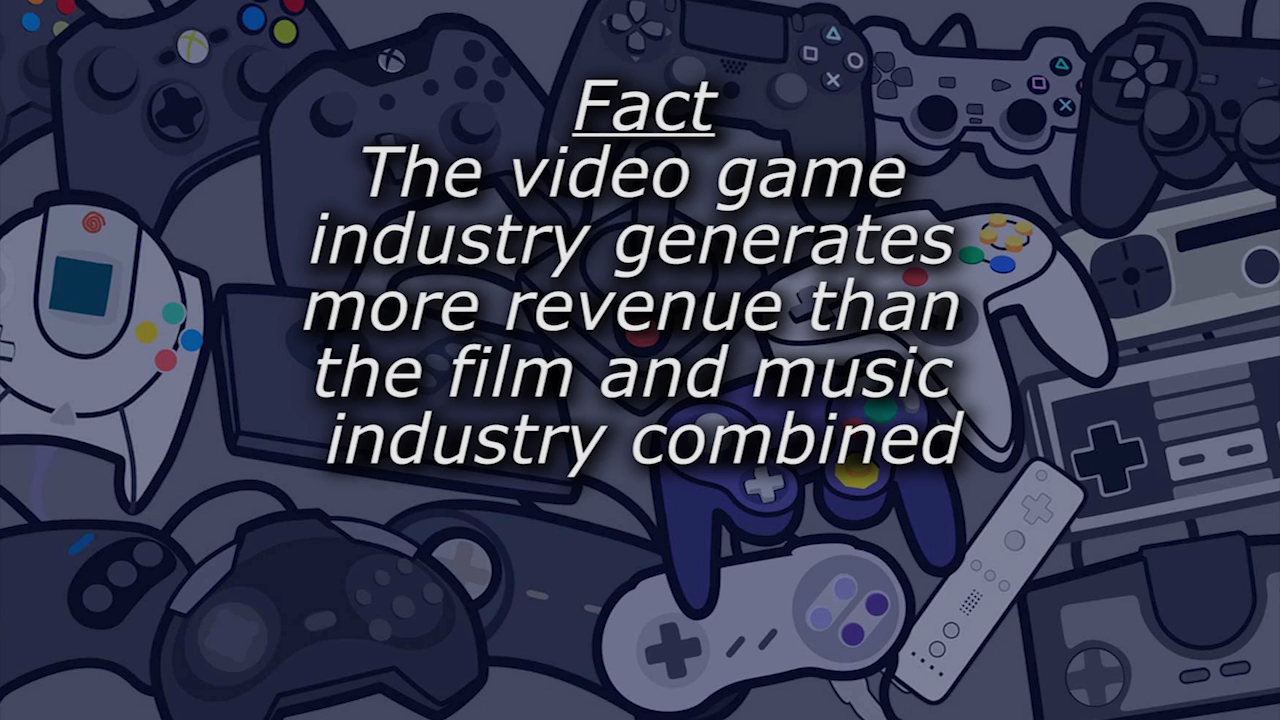 Fact
The video game
industry generates
more revenue than
the film and music
industry combined